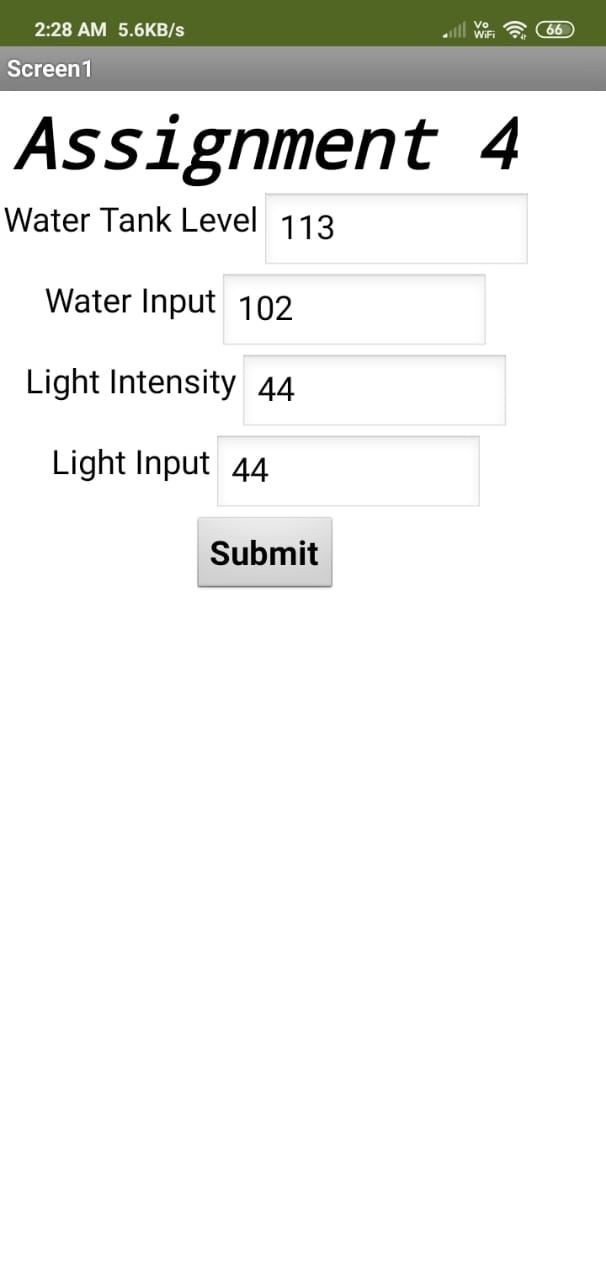 2:28 AM 5.6KB/s Vo WiFi 66
Screen1
Assignment 4
Water Tank Level 113
Water Input 102
Light Intensity 44
Light Input 44
Submit